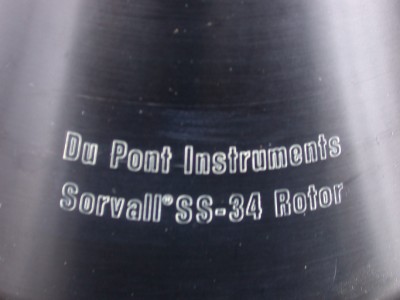 Du Pont Instruments
Sorvall® SS-34 Rotor